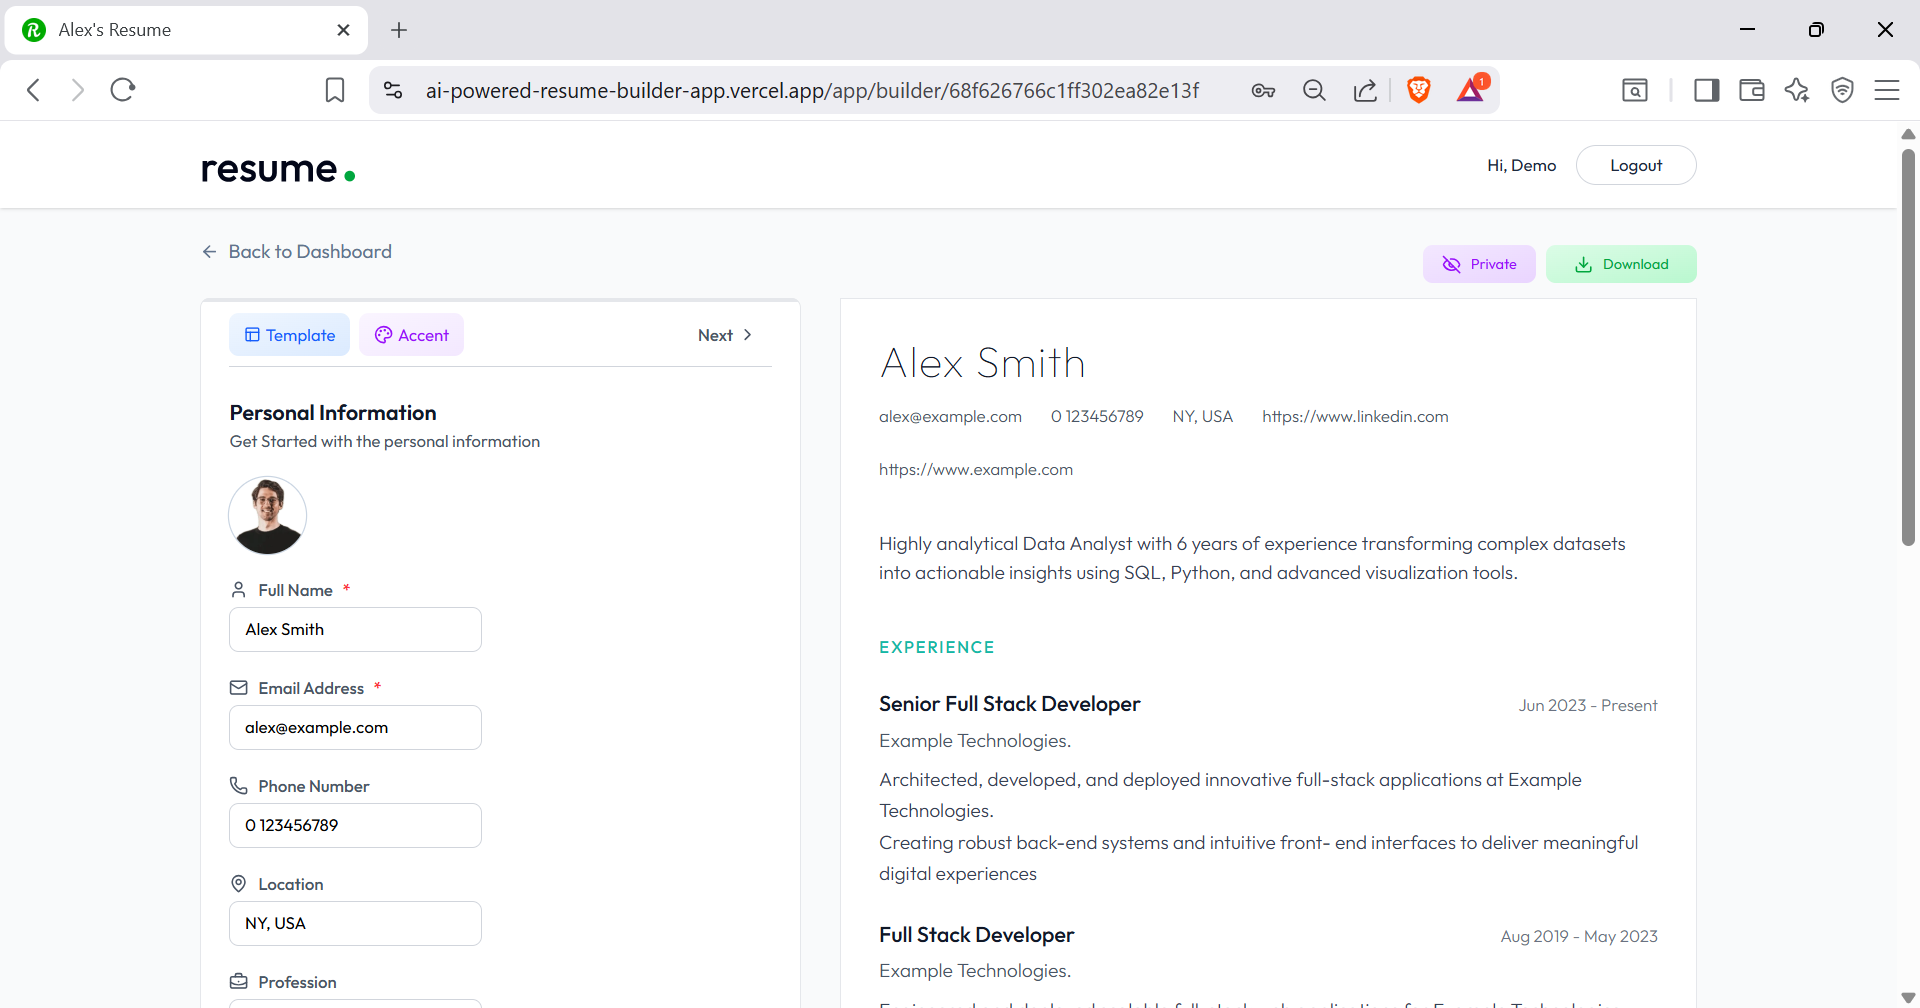 Alex's Resume
ai-powered-resume-builder-app.vercel.app/app/builder/68f626766c1ff302ea82e13f
1
resume.
Hi, Demo
Logout
← Back to Dashboard
Private
Download
Template
Accent
Next
Personal Information
Get Started with the personal information
Full Name *
Alex Smith
Email Address *
alex@example.com
Phone Number
0 123456789
Location
NY, USA
Profession
Alex Smith
alex@example.com 0 123456789 NY, USA https://www.linkedin.com
https://www.example.com
Highly analytical Data Analyst with 6 years of experience transforming complex datasets
into actionable insights using SQL, Python, and advanced visualization tools.
EXPERIENCE
Senior Full Stack Developer
Jun 2023 - Present
Example Technologies.
Architected, developed, and deployed innovative full-stack applications at Example
Technologies.
Creating robust back-end systems and intuitive front- end interfaces to deliver meaningful
digital experiences
Full Stack Developer
Aug 2019 - May 2023
Example Technologies.